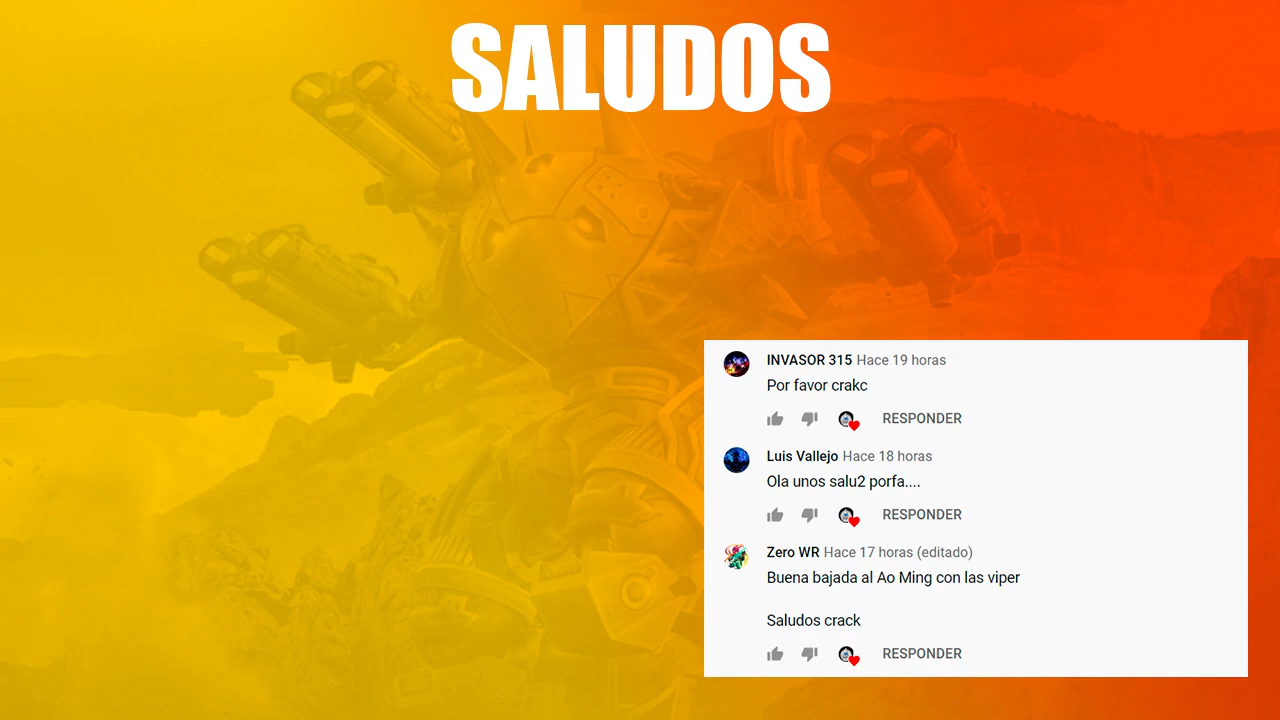 SALUDOS
INVASOR 315 Hace 19 horas
Por favor crakc
RESPONDER
Luis Vallejo Hace 18 horas
Ola unos salu2 porfa....
RESPONDER
Zero WR Hace 17 horas (editado)
Buena bajada al Ao Ming con las viper
Saludos crack
RESPONDER